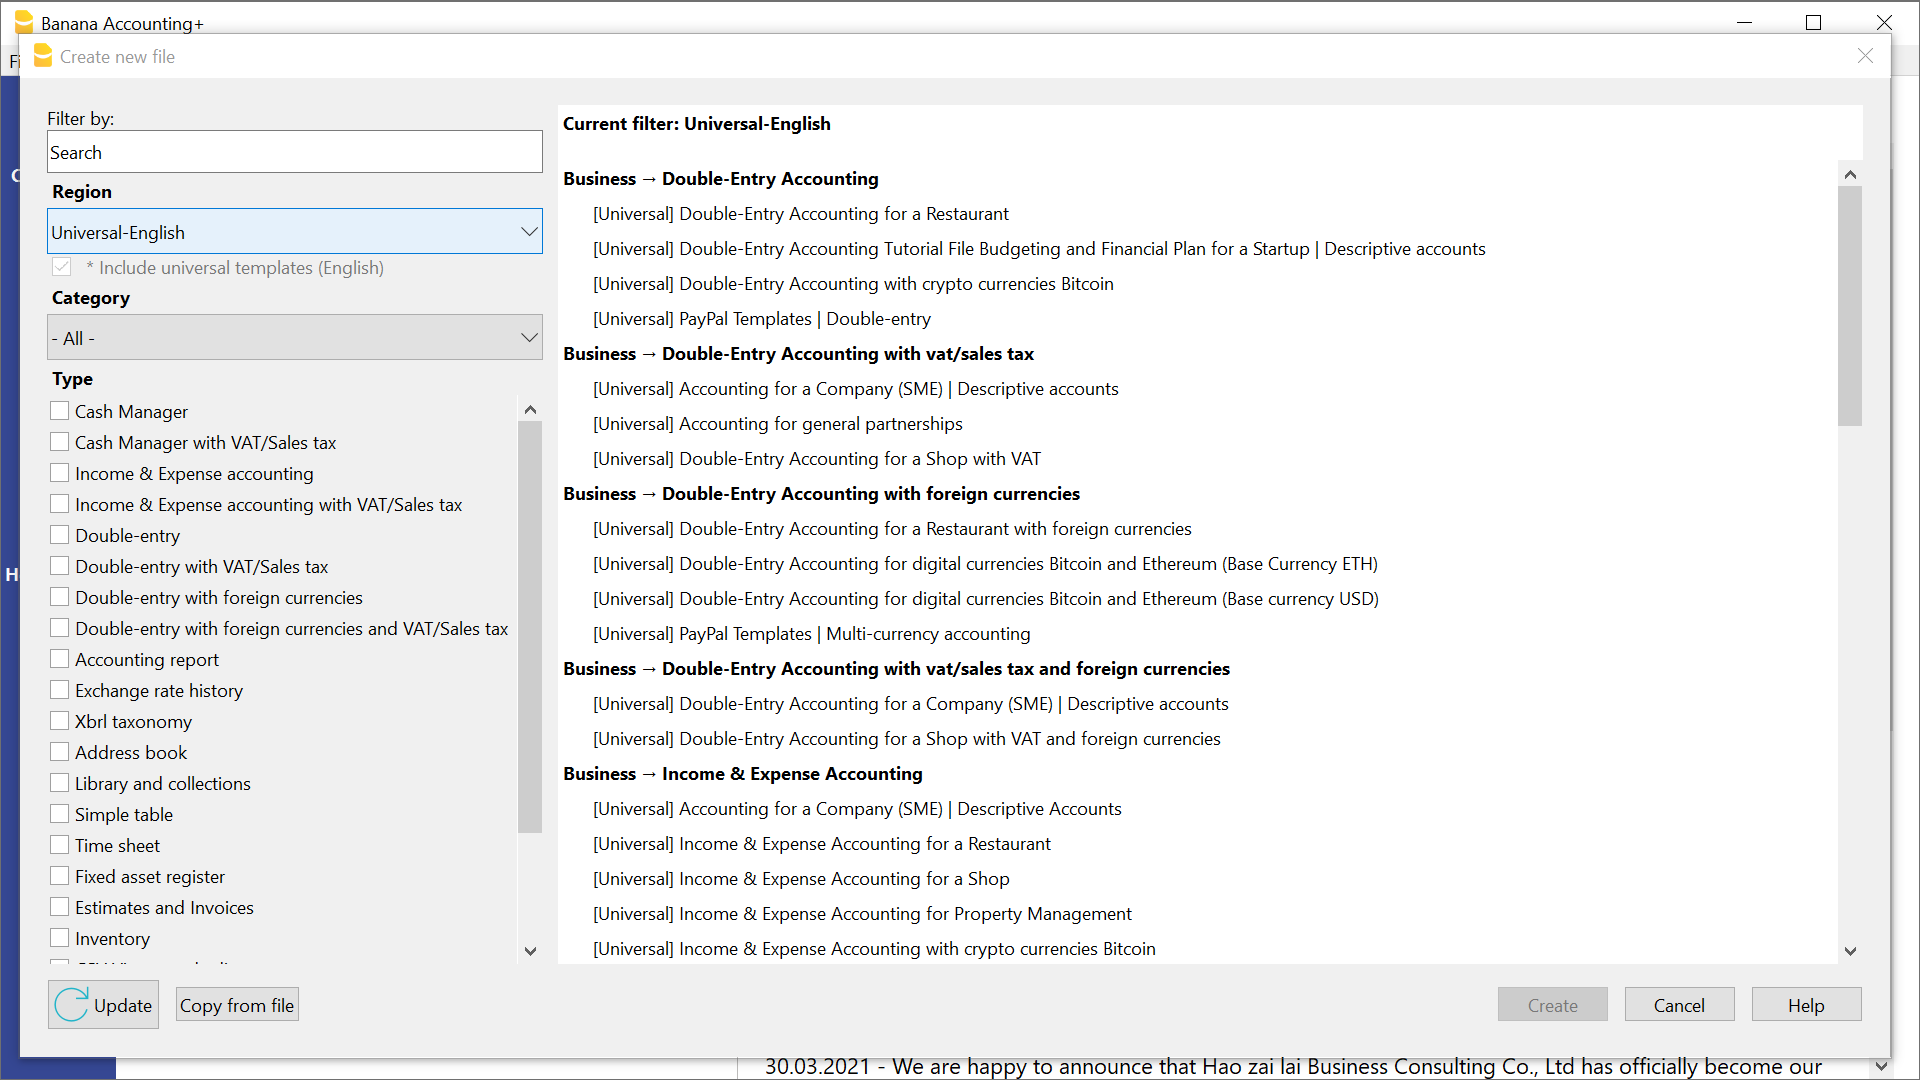 Banana Accounting+
Create new file
Filter by:
Search
Region
Universal-English
* Include universal templates (English)
Category
- All -
Type
Cash Manager
Cash Manager with VAT/Sales tax
Income & Expense accounting
Income & Expense accounting with VAT/Sales tax
Double-entry
Double-entry with VAT/Sales tax
Double-entry with foreign currencies
Double-entry with foreign currencies and VAT/Sales tax
Accounting report
Exchange rate history
Xbrl taxonomy
Address book
Library and collections
Simple table
Time sheet
Fixed asset register
Estimates and Invoices
Inventory
Update
Copy from file
Current filter: Universal-English
Business → Double-Entry Accounting
[Universal] Double-Entry Accounting for a Restaurant
[Universal] Double-Entry Accounting Tutorial File Budgeting and Financial Plan for a Startup | Descriptive accounts
[Universal] Double-Entry Accounting with crypto currencies Bitcoin
[Universal] PayPal Templates | Double-entry
Business → Double-Entry Accounting with vat/sales tax
[Universal] Accounting for a Company (SME) | Descriptive accounts
[Universal] Accounting for general partnerships
[Universal] Double-Entry Accounting for a Shop with VAT
Business → Double-Entry Accounting with foreign currencies
[Universal] Double-Entry Accounting for a Restaurant with foreign currencies
[Universal] Double-Entry Accounting for digital currencies Bitcoin and Ethereum (Base Currency ETH)
[Universal] Double-Entry Accounting for digital currencies Bitcoin and Ethereum (Base currency USD)
[Universal] PayPal Templates | Multi-currency accounting
Business → Double-Entry Accounting with vat/sales tax and foreign currencies
[Universal] Double-Entry Accounting for a Company (SME) | Descriptive accounts
[Universal] Double-Entry Accounting for a Shop with VAT and foreign currencies
Business → Income & Expense Accounting
[Universal] Accounting for a Company (SME) | Descriptive Accounts
[Universal] Income & Expense Accounting for a Restaurant
[Universal] Income & Expense Accounting for a Shop
[Universal] Income & Expense Accounting for Property Management
[Universal] Income & Expense Accounting with crypto currencies Bitcoin
Create
Cancel
Help
30.03.2021 - We are happy to announce that Hao zai lai Business Consulting Co., Ltd has officially become our